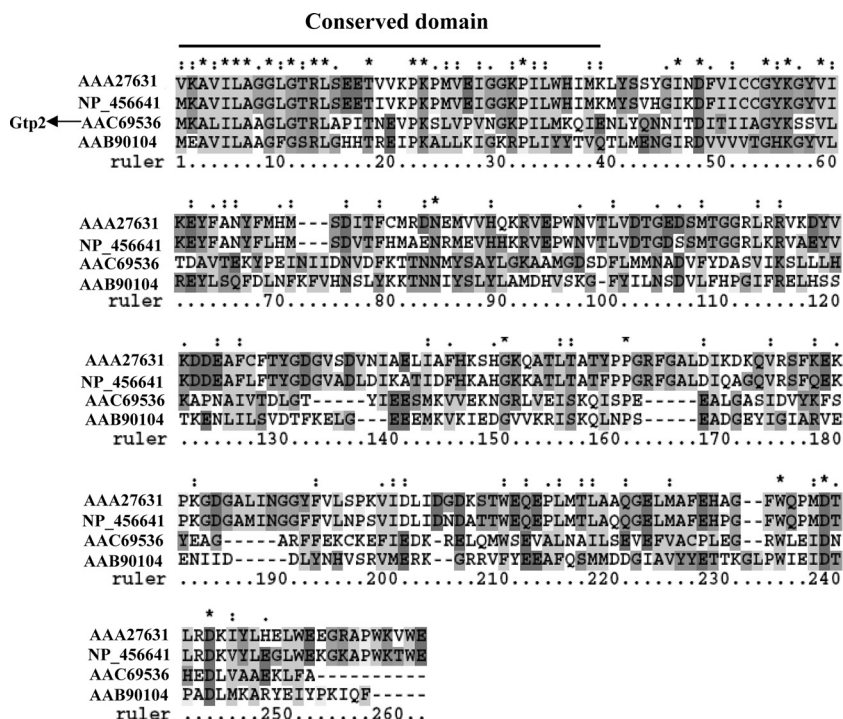 Conserved domain
AAA27631 VKAVILAGGLGTRLSEETVVKPKPMVEIGGKPILWHIMKLYSSYGINDFVICCGYKGYVI
NP_456641 MKAVILAGGLGTRLSEETIVKPKPMVEIGGKPILWHIMKMYSVHGIKDFIICCGYKGYVI
Gtp2 AAC69536 MKALILAAGLGTRLAPITNEVPKSLVPVNGKPILMKQIENLYQNNITDITIIAGYKSSVL
AAB90104 MEAVILAAGFGSRLGHHTREIPKALLKIGKRPLIYYTVQTLMENGIRDVVVVTGHKGYVL
ruler 1.......10........20........30........40........50........60
AAA27631 KEYFANYFMHM---SDITFCMRDNEMVVHQKRVEPWNVTLVDTGEDSMTGGRLRRVKDYV
NP_456641 KEYFANYFLHM---SDVTFHMAENRMEVHHKRVEPWNVTLVDTGDSSMTGGRLKRVAEYV
AAC69536 TDAVTEKYPEINIIDNVDFKTTNNMYSAYLGKAAMGDSDFLMMNADVFYDASVIKSLLLH
AAB90104 REYLSQFDLNFKFVHNSLYKKTNNIYSLYLAMDHVSKG-FYILNSDVLFHPGIFRELHSS
ruler ........70........80........90.......100.......110.......120
AAA27631 KDDEAFCFTYGDGVSDVNIAELIAFHKSHGKQATLTATYPPGRFGALDIKDKQVRSFKEK
NP_456641 KDDEAFLFTYGDGVADLDIKATIDFHKAHGKKATLTATFPPGRFGALDIQAGQVRSFQEK
AAC69536 KAPNAIVTDLGT-----YIEESMKVVEKNGRLVEISKQISPE-----EALGASIDVYKFS
AAB90104 TKENLILSVDTFKELG---EEEMKVKIEDGVVKRISKQLNPS-----EADGEYIGIARVE
ruler .......130.......140.......150.......160.......170.......180
AAA27631 PKGDGALINGGYFVLSPKVIDLIDGDKSTWEQEPLMTLAAQGELMAFEHAG--FWQPMDT
NP_456641 PKGDGAMINGGFFVLNPSVIDLIDNDATTWEQEPLMTLAQQGELMAFEHPG--FWQPMDT
AAC69536 YEAG-----ARFFEKCKEFIEDK-RELQMWSEVALNAILSEVEFVACPLEG--RWLEIDN
AAB90104 ENIID-----DLYNHVSRVMERK--GRRVFYEEAFQSMMDDGIAVYYETTKGLPWIEIDT
ruler .......190.......200.......210.......220.......230.......240
AAA27631 LRDKIYLHELWEEGRAPWKVWE
NP_456641 LRDKVYLEGLWEKGKAPWKTWE
AAC69536 HEDLVAAEKLFA----------
AAB90104 PADLMKARYEIYPKIQF-----
ruler .......250.......260..